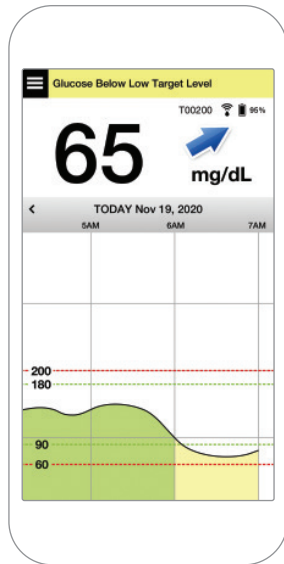 Glucose Below Low Target Level
T00200 95%
65
mg/dL
< TODAY Nov 19, 2020
5AM 6AM 7AM
200
180
90
60